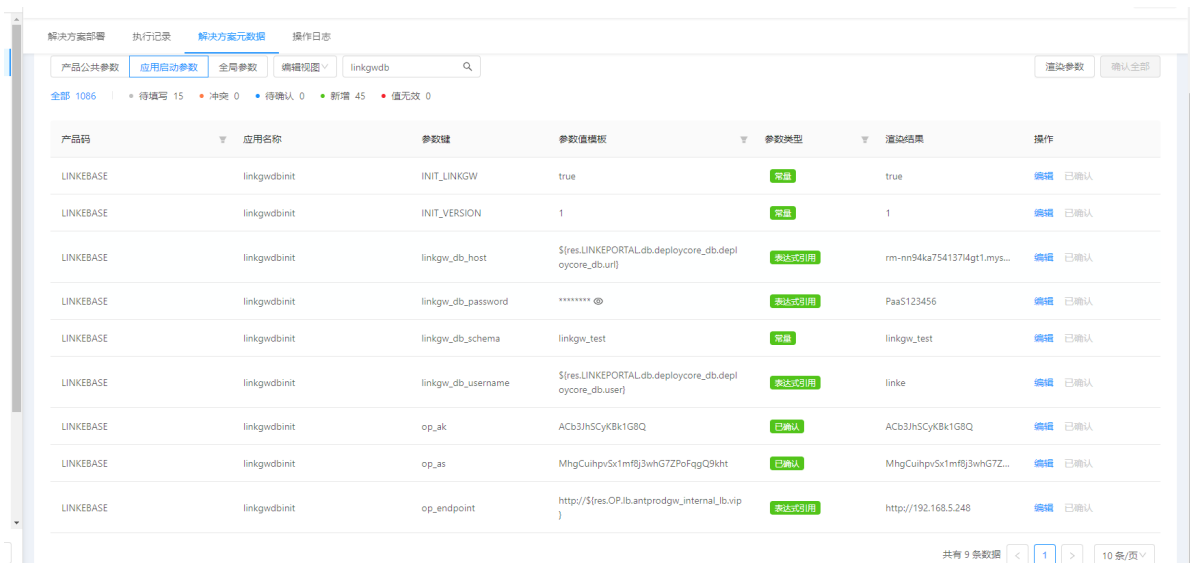 解决方案部署 执行记录 解决方案元数据 操作日志
产品公共参数 应用启动参数 全局参数 编辑视图 linkgwdb 渲染参数 确认全部
全部 1086 待填写 15 冲突 0 待确认 0 新增 45 值无效 0
产品码 应用名称 参数键 参数值模板 参数类型 渲染结果 操作
LINKEBASE linkgwdbinit INIT_LINKGW true 常量 true 编辑 已确认
LINKEBASE linkgwdbinit INIT_VERSION 1 常量 1 编辑 已确认
LINKEBASE linkgwdbinit linkgw_db_host ${res.LINKEPORTAL.db.deploycore_db.depl 表达式引用 rm-nn94ka754137l4gt1.mys... 编辑 已确认
oycore_db.url}
LINKEBASE linkgwdbinit linkgw_db_password ******** 表达式引用 PaaS123456 编辑 已确认
LINKEBASE linkgwdbinit linkgw_db_schema linkgw_test 常量 linkgw_test 编辑 已确认
LINKEBASE linkgwdbinit linkgw_db_username ${res.LINKEPORTAL.db.deploycore_db.depl 表达式引用 linke 编辑 已确认
oycore_db.user}
LINKEBASE linkgwdbinit op_ak ACb3JhSCyKBk1G8Q 已确认 ACb3JhSCyKBk1G8Q 编辑 已确认
LINKEBASE linkgwdbinit op_as MhgCuihpvSx1mf8j3whG7ZPoFqgQ9kht 已确认 MhgCuihpvSx1mf8j3whG7Z... 编辑 已确认
LINKEBASE linkgwdbinit op_endpoint http://${res.OP.lb.antprodgw_internal_lb.vip 表达式引用 http://192.168.5.248 编辑 已确认
}
共有 9 条数据 < 1 > 10 条/页